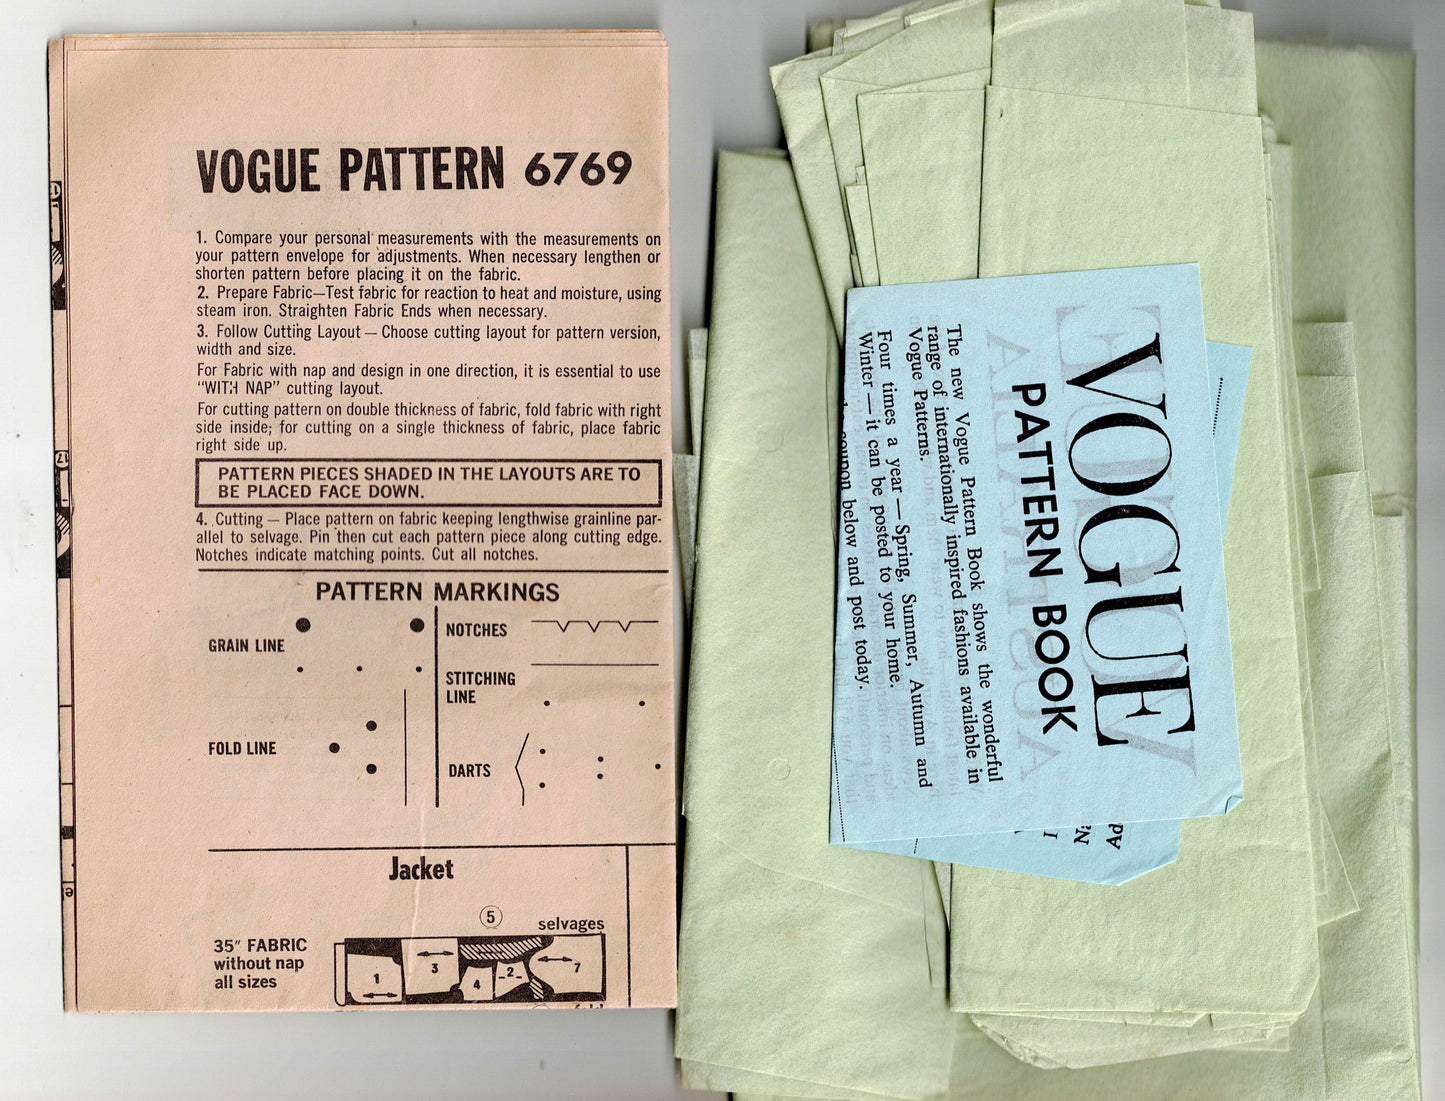 VOGUE PATTERN 6769
1. Compare your personal measurements with the measurements on
your pattern envelope for adjustments. When necessary lengthen or
shorten pattern before placing it on the fabric.
2. Prepare Fabric—Test fabric for reaction to heat and moisture, using
steam iron. Straighten Fabric Ends when necessary.
3. Follow Cutting Layout — Choose cutting layout for pattern version,
width and size.
For Fabric with nap and design in one direction, it is essential to use
“WITH NAP” cutting layout.
For cutting pattern on double thickness of fabric, fold fabric with right
side inside; for cutting on a single thickness of fabric, place fabric
right side up.
PATTERN PIECES SHADED IN THE LAYOUTS ARE TO
BE PLACED FACE DOWN.
4. Cutting — Place pattern on fabric keeping lengthwise grainline par-
allel to selvage. Pin then cut each pattern piece along cutting edge.
Notches indicate matching points. Cut all notches.
PATTERN MARKINGS
GRAIN LINE
FOLD LINE
NOTCHES
STITCHING
LINE
DARTS
Jacket
5
selvages
35” FABRIC
without nap
all sizes
1
3
4
2
7
17
VOGUE
PATTERN BOOK
The new Vogue Pattern Book shows the wonderful
range of internationally inspired fashions available in
Vogue Patterns.
Four times a year — Spring, Summer, Autumn and
Winter — it can be posted to your home.
coupon below and post today.